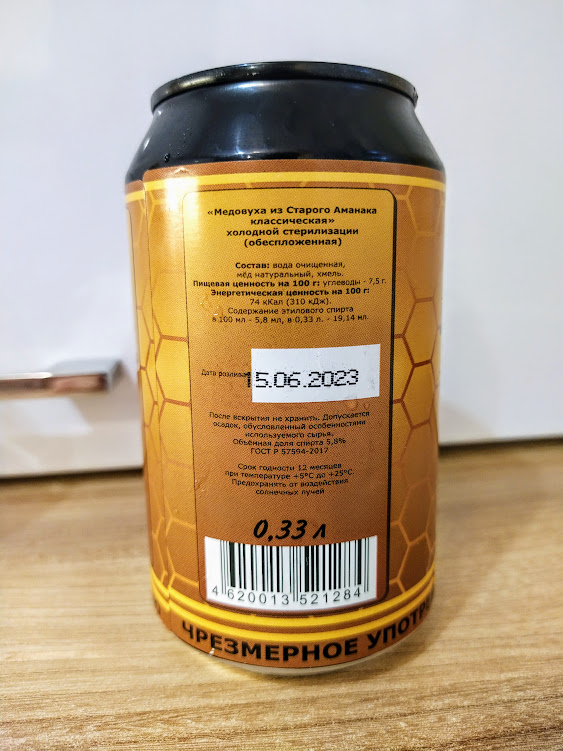 «Медовуха из Старого Аманака
классическая»
холодной стерилизации
(обеспложенная)
Состав: вода очищенная,
мёд натуральный, хмель.
Пищевая ценность на 100 г: углеводы - 7,5 г.
Энергетическая ценность на 100 г:
74 кКал (310 кДж).
Содержание этилового спирта
в 100 мл - 5,8 мл, в 0,33 л. - 19,14 мл.
Дата розлива 15.06.2023
После вскрытия не хранить. Допускается
осадок, обусловленный особенностями
используемого сырья.
Объёмная доля спирта 5,8%
ГОСТ Р 57594-2017
Срок годности 12 месяцев
при температуре +5°С до +25°С.
Предохранять от воздействия
солнечных лучей
0,33 л
4 620013 521284
ЧРЕЗМЕРНОЕ УПОТР